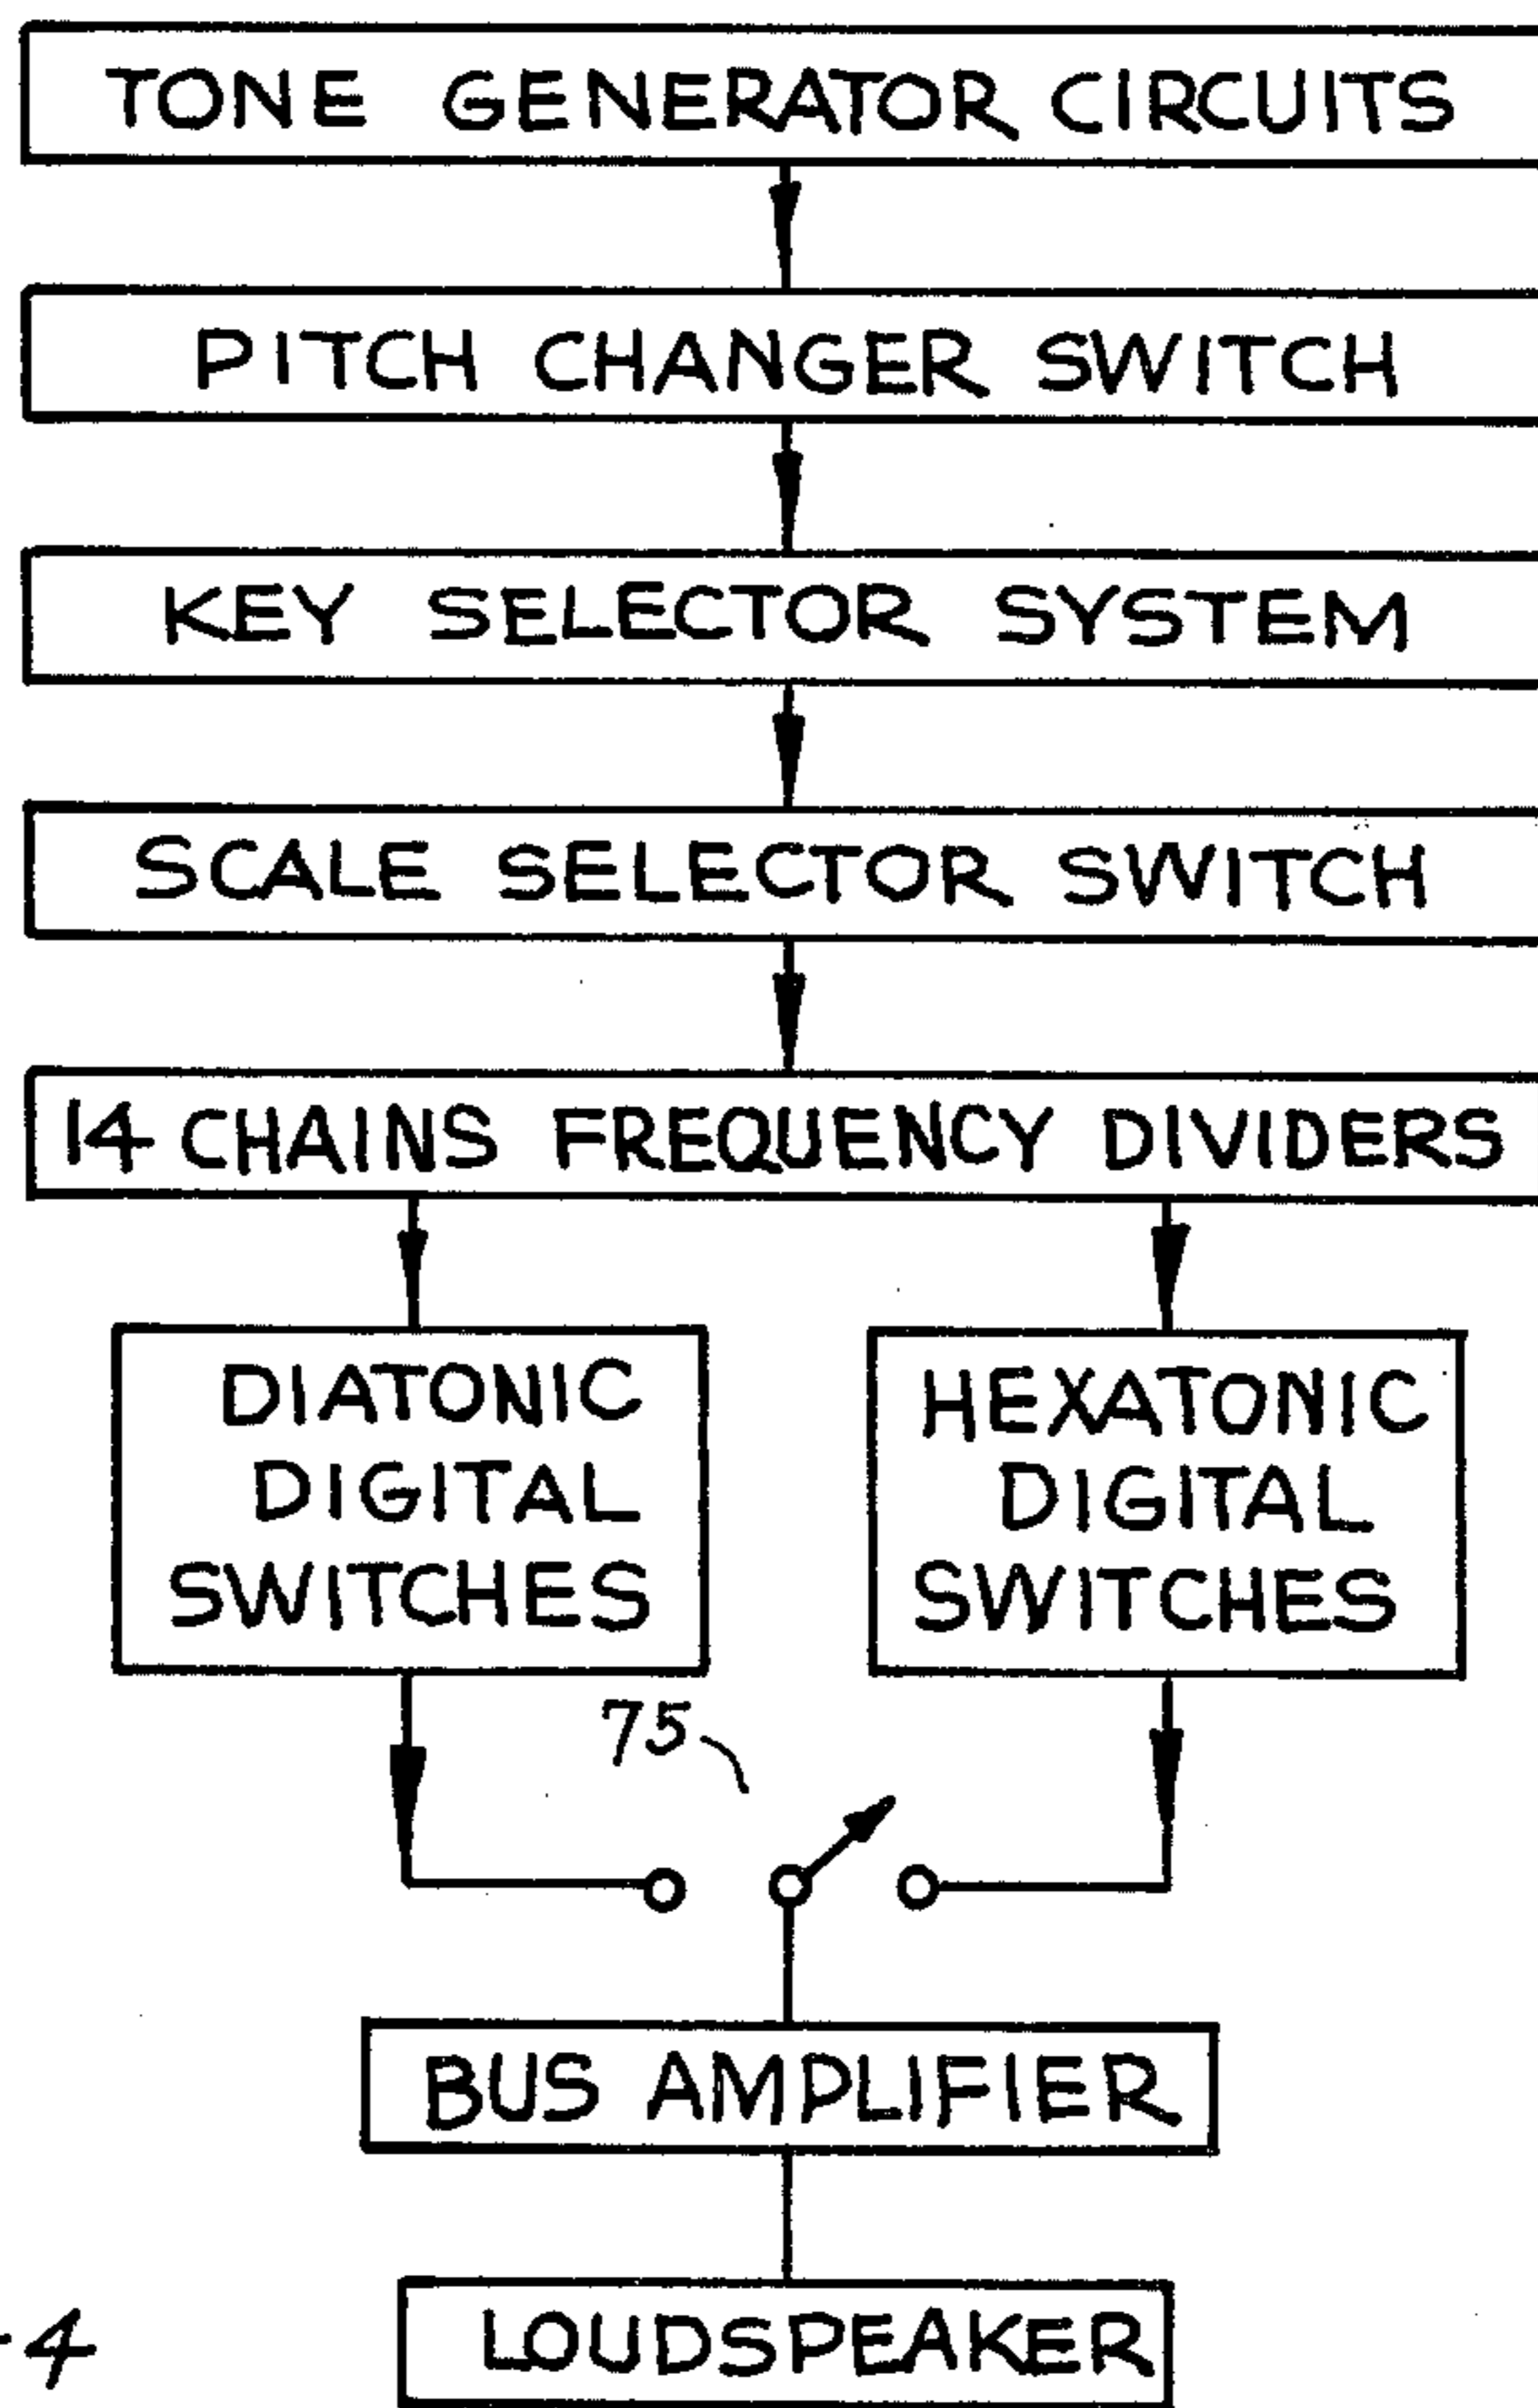 TONE GENERATOR CIRCUITS
PITCH CHANGER SWITCH
KEY SELECTOR SYSTEM
SCALE SELECTOR SWITCH
14 CHAINS FREQUENCY DIVIDERS
DIATONIC
DIGITAL
SWITCHES
HEXATONIC
DIGITAL
SWITCHES
75
BUS AMPLIFIER
LOUDSPEAKER
-4